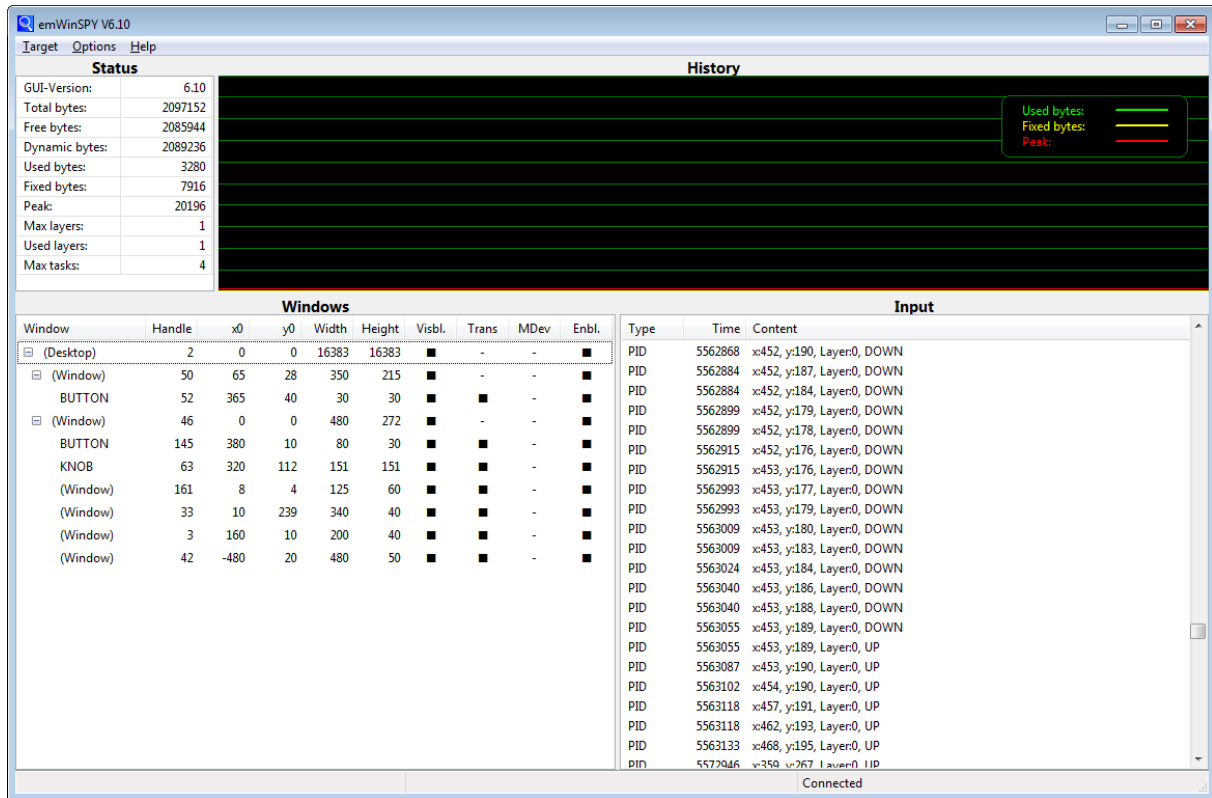 emWinSPY V6.10
Target Options Help
Status
GUI-Version: 6.10
Total bytes: 2097152
Free bytes: 2085944
Dynamic bytes: 2089236
Used bytes: 3280
Fixed bytes: 7916
Peak: 20196
Max layers: 1
Used layers: 1
Max tasks: 4
History
Used bytes:
Fixed bytes:
Peak:
Windows
Window Handle x0 y0 Width Height Visbl. Trans MDev Enbl.
(Desktop) 2 0 0 16383 16383 ■ - - ■
(Window) 50 65 28 350 215 ■ - - ■
BUTTON 52 365 40 30 30 ■ ■ - ■
(Window) 46 0 0 480 272 ■ - - ■
BUTTON 145 380 10 80 30 ■ ■ - ■
KNOB 63 320 112 151 151 ■ ■ - ■
(Window) 161 8 4 125 60 ■ ■ - ■
(Window) 33 10 239 340 40 ■ ■ - ■
(Window) 3 160 10 200 40 ■ ■ - ■
(Window) 42 -480 20 480 50 ■ ■ - ■
Input
Type Time Content
PID 5562868 x:452, y:190, Layer:0, DOWN
PID 5562884 x:452, y:187, Layer:0, DOWN
PID 5562884 x:452, y:184, Layer:0, DOWN
PID 5562899 x:452, y:179, Layer:0, DOWN
PID 5562899 x:452, y:178, Layer:0, DOWN
PID 5562915 x:452, y:176, Layer:0, DOWN
PID 5562915 x:453, y:176, Layer:0, DOWN
PID 5562993 x:453, y:177, Layer:0, DOWN
PID 5562993 x:453, y:179, Layer:0, DOWN
PID 5563009 x:453, y:180, Layer:0, DOWN
PID 5563009 x:453, y:183, Layer:0, DOWN
PID 5563024 x:453, y:184, Layer:0, DOWN
PID 5563040 x:453, y:186, Layer:0, DOWN
PID 5563040 x:453, y:188, Layer:0, DOWN
PID 5563055 x:453, y:189, Layer:0, DOWN
PID 5563055 x:453, y:189, Layer:0, UP
PID 5563087 x:453, y:190, Layer:0, UP
PID 5563102 x:454, y:190, Layer:0, UP
PID 5563118 x:457, y:191, Layer:0, UP
PID 5563118 x:462, y:193, Layer:0, UP
PID 5563133 x:468, y:195, Layer:0, UP
PID 5572946 x:359, y:267, Layer:0, UP
Connected